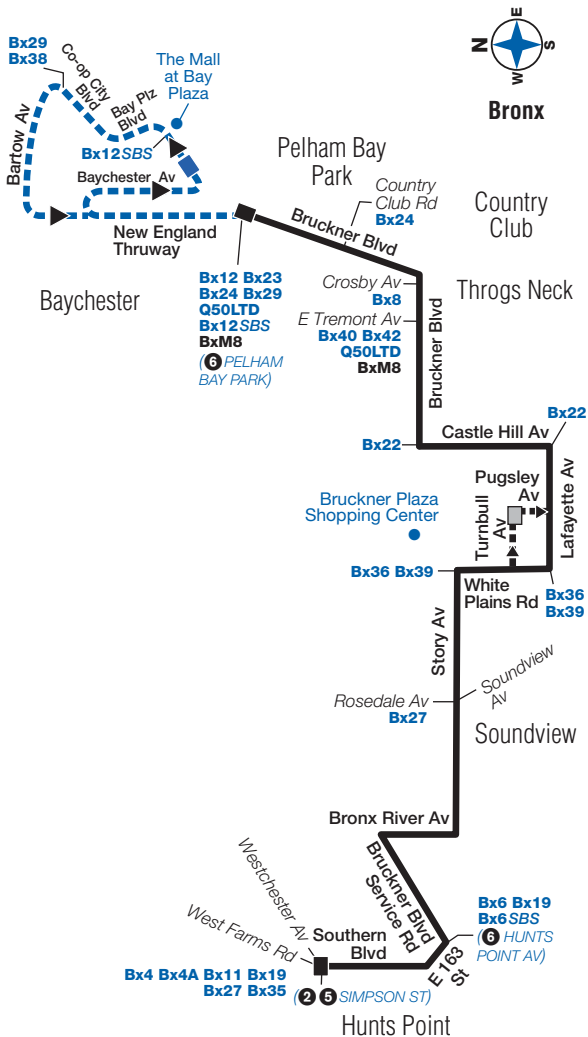 Bx29
Bx38
Co-op City
Blvd
Bay Plz
Blvd
The Mall
at Bay
Plaza
Bx12SBS
Bartow Av
Baychester Av
New England
Thruway
Baychester
N
E
S
W
Bronx
Pelham Bay
Park
Country
Club Rd
Bx24
Bruckner Blvd
Country
Club
Throgs Neck
Bx12 Bx23
Bx24 Bx29
Q50LTD
Bx12SBS
BxM8
(6 PELHAM
BAY PARK)
Crosby Av
Bx8
E Tremont Av
Bx40 Bx42
Q50LTD
BxM8
Bruckner Blvd
Bx22
Castle Hill Av
Bx22
Pugsley
Av
Turnbull
Av
Lafayette Av
Bruckner Plaza
Shopping Center
Bx36 Bx39
White
Plains Rd
Bx36
Bx39
Story Av
Rosedale Av
Bx27
Soundview
Av
Soundview
Bronx River Av
Bruckner Blvd
Service Rd
Westchester Av
West Farms Rd
Southern
Blvd
E 163
St
Bx6 Bx19
Bx6SBS
(6 HUNTS
POINT AV)
Bx4 Bx4A Bx11 Bx19
Bx27 Bx35
(2 5 SIMPSON ST)
Hunts Point